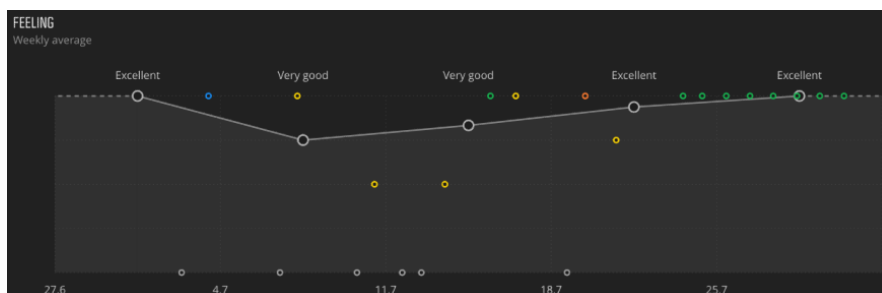 FEELING
Weekly average
Excellent Very good Very good Excellent Excellent
27.6 4.7 11.7 18.7 25.7